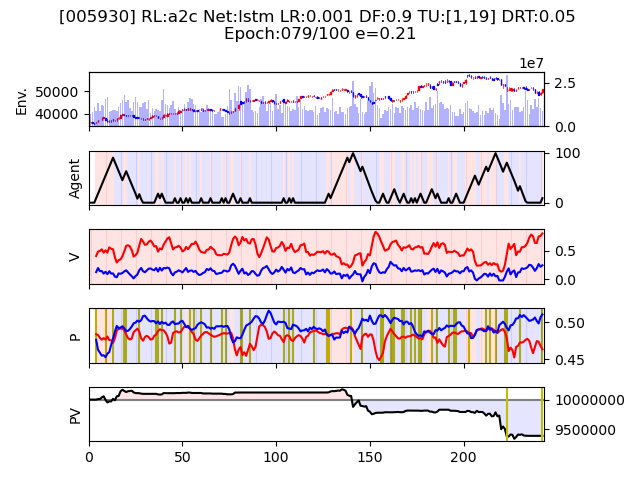 [005930] RL:a2c Net:lstm LR:0.001 DF:0.9 TU:[1,19] DRT:0.05
Epoch:079/100 e=0.21
1e7
Env.
50000
40000
2.5
0.0
Agent
100
0
V
0.5
0.0
P
0.50
0.45
PV
10000000
9500000
0
50
100
150
200